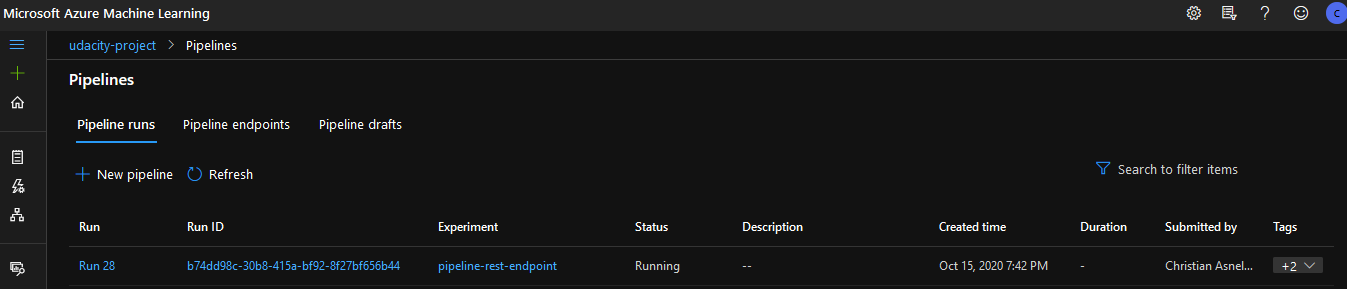 Microsoft Azure Machine Learning
C
udacity-project > Pipelines
Pipelines
Pipeline runs Pipeline endpoints Pipeline drafts
New pipeline Refresh Search to filter items
Run Run ID Experiment Status Description Created time Duration Submitted by Tags
Run 28 b74dd98c-30b8-415a-bf92-8f27bf656b44 pipeline-rest-endpoint Running -- Oct 15, 2020 7:42 PM - Christian Asnel... +2